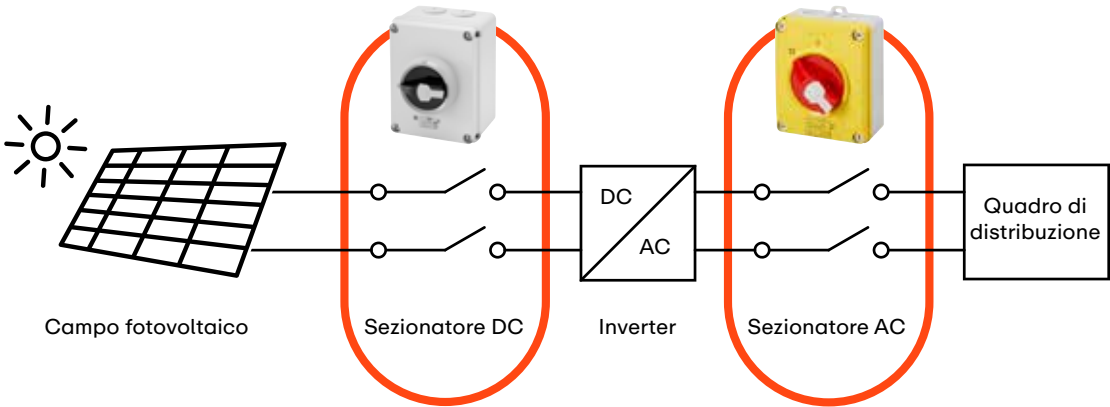 DC
AC
Quadro di
distribuzione
Campo fotovoltaico
Sezionatore DC
Inverter
Sezionatore AC